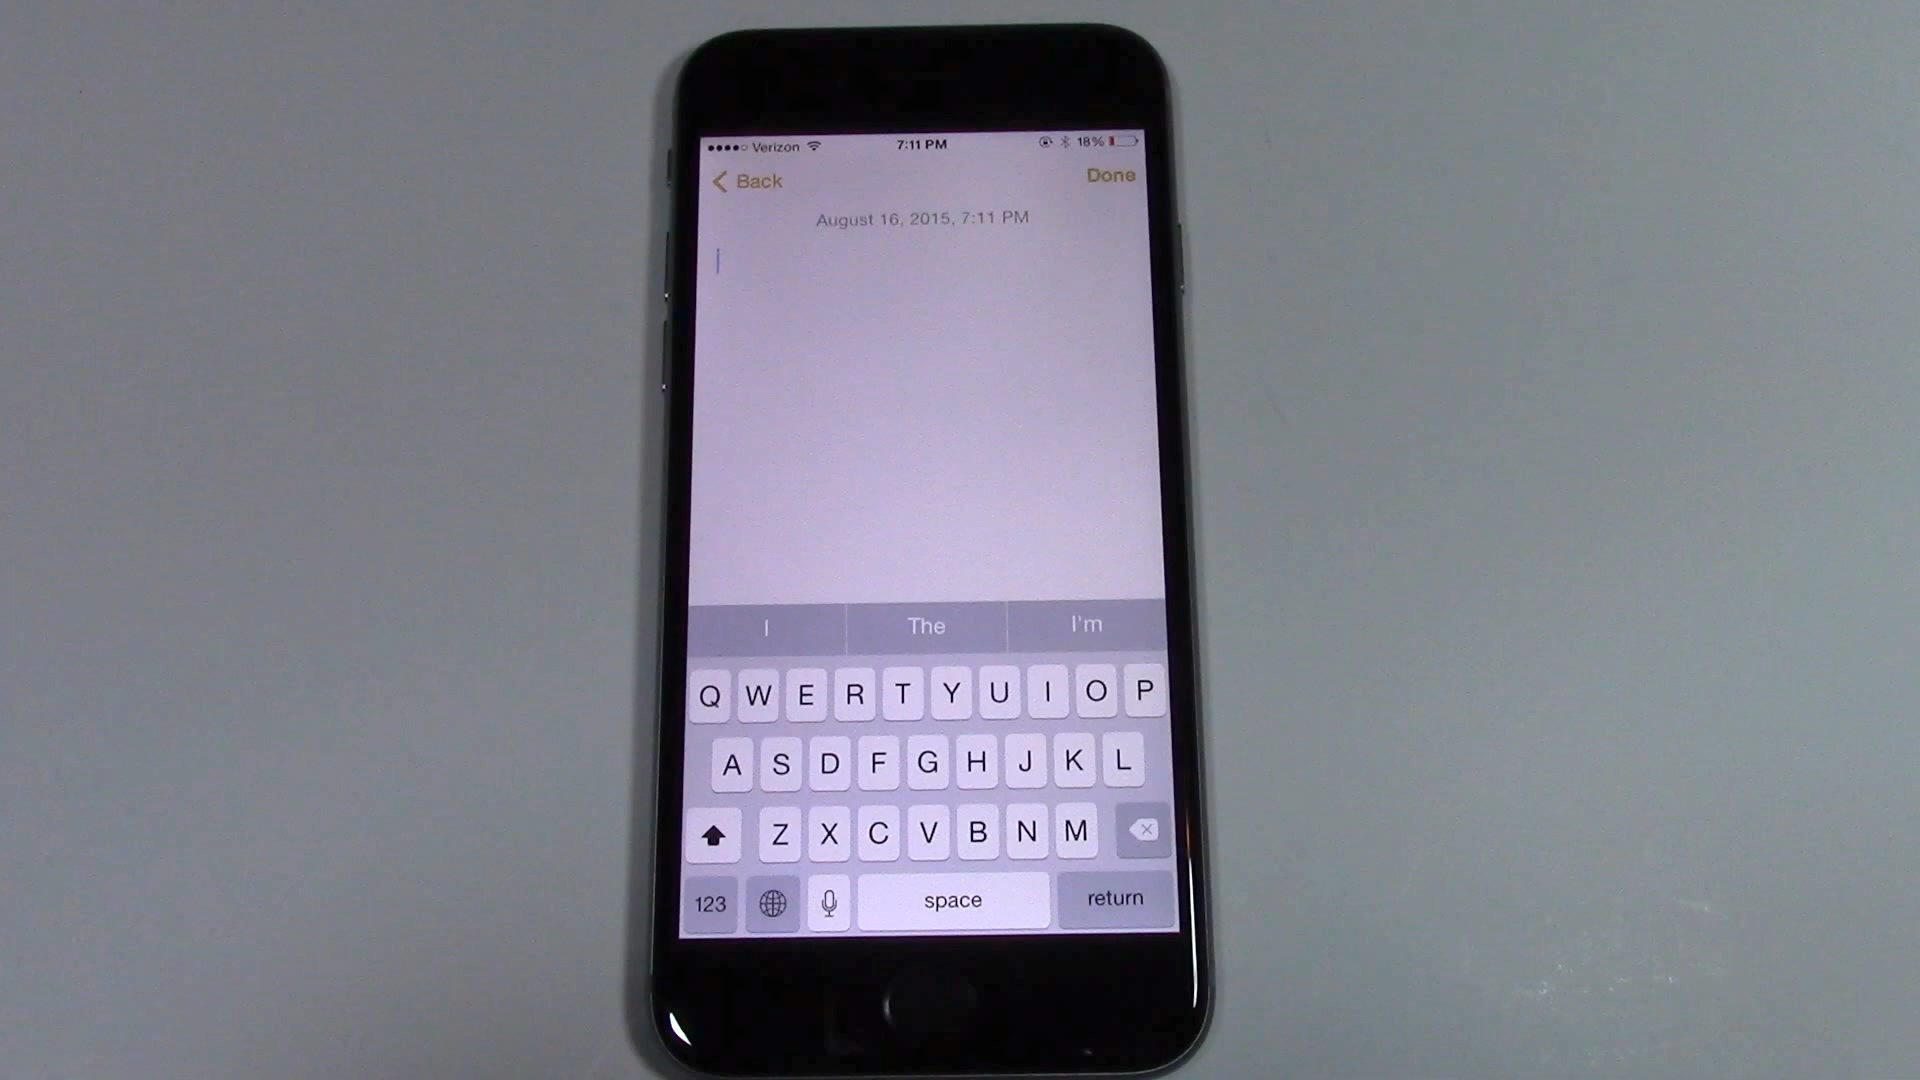 Verizon 7:11 PM 18%
Back Done
August 16, 2015, 7:11 PM
I The I'm
Q W E R T Y U I O P
A S D F G H J K L
Z X C V B N M
123 space return